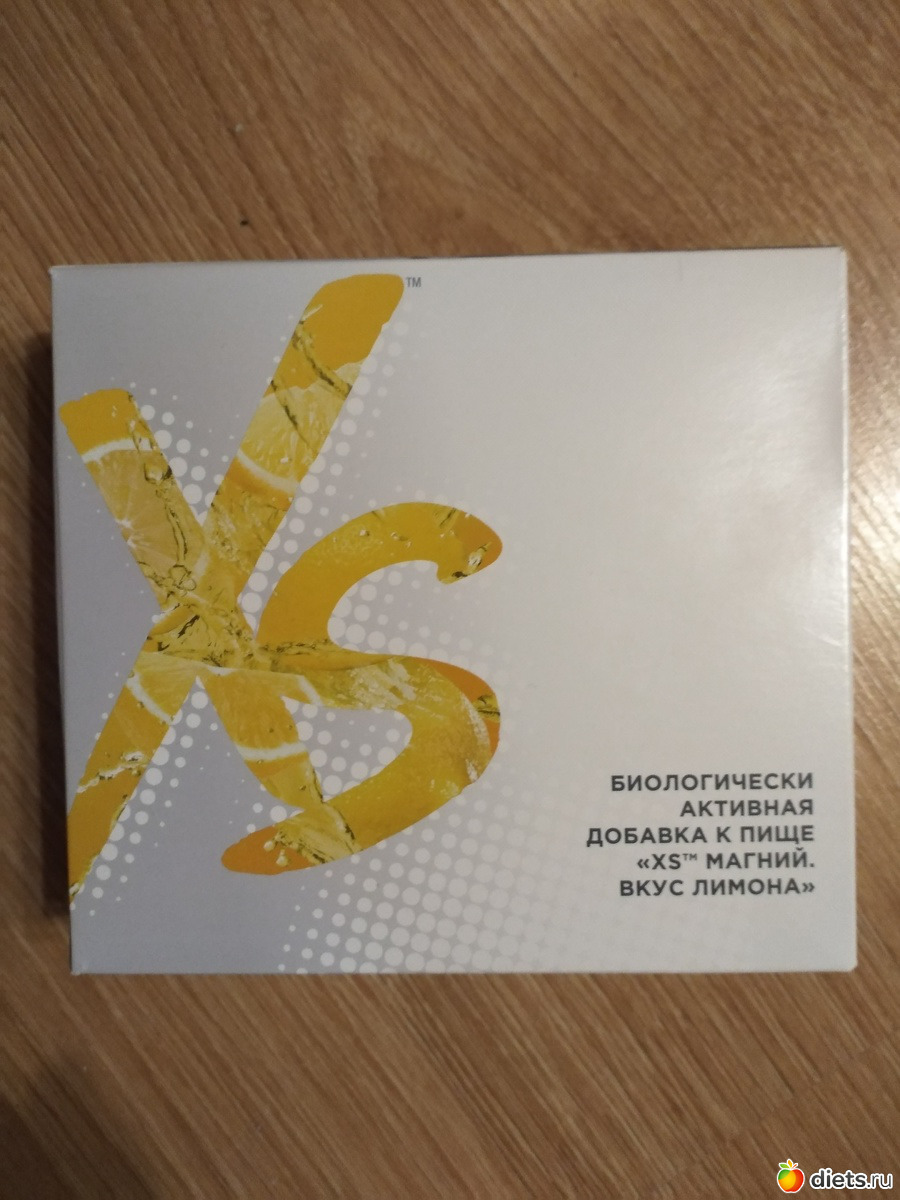 XS™
БИОЛОГИЧЕСКИ
АКТИВНАЯ
ДОБАВКА К ПИЩЕ
«XS™ МАГНИЙ.
ВКУС ЛИМОНА»
diets.ru